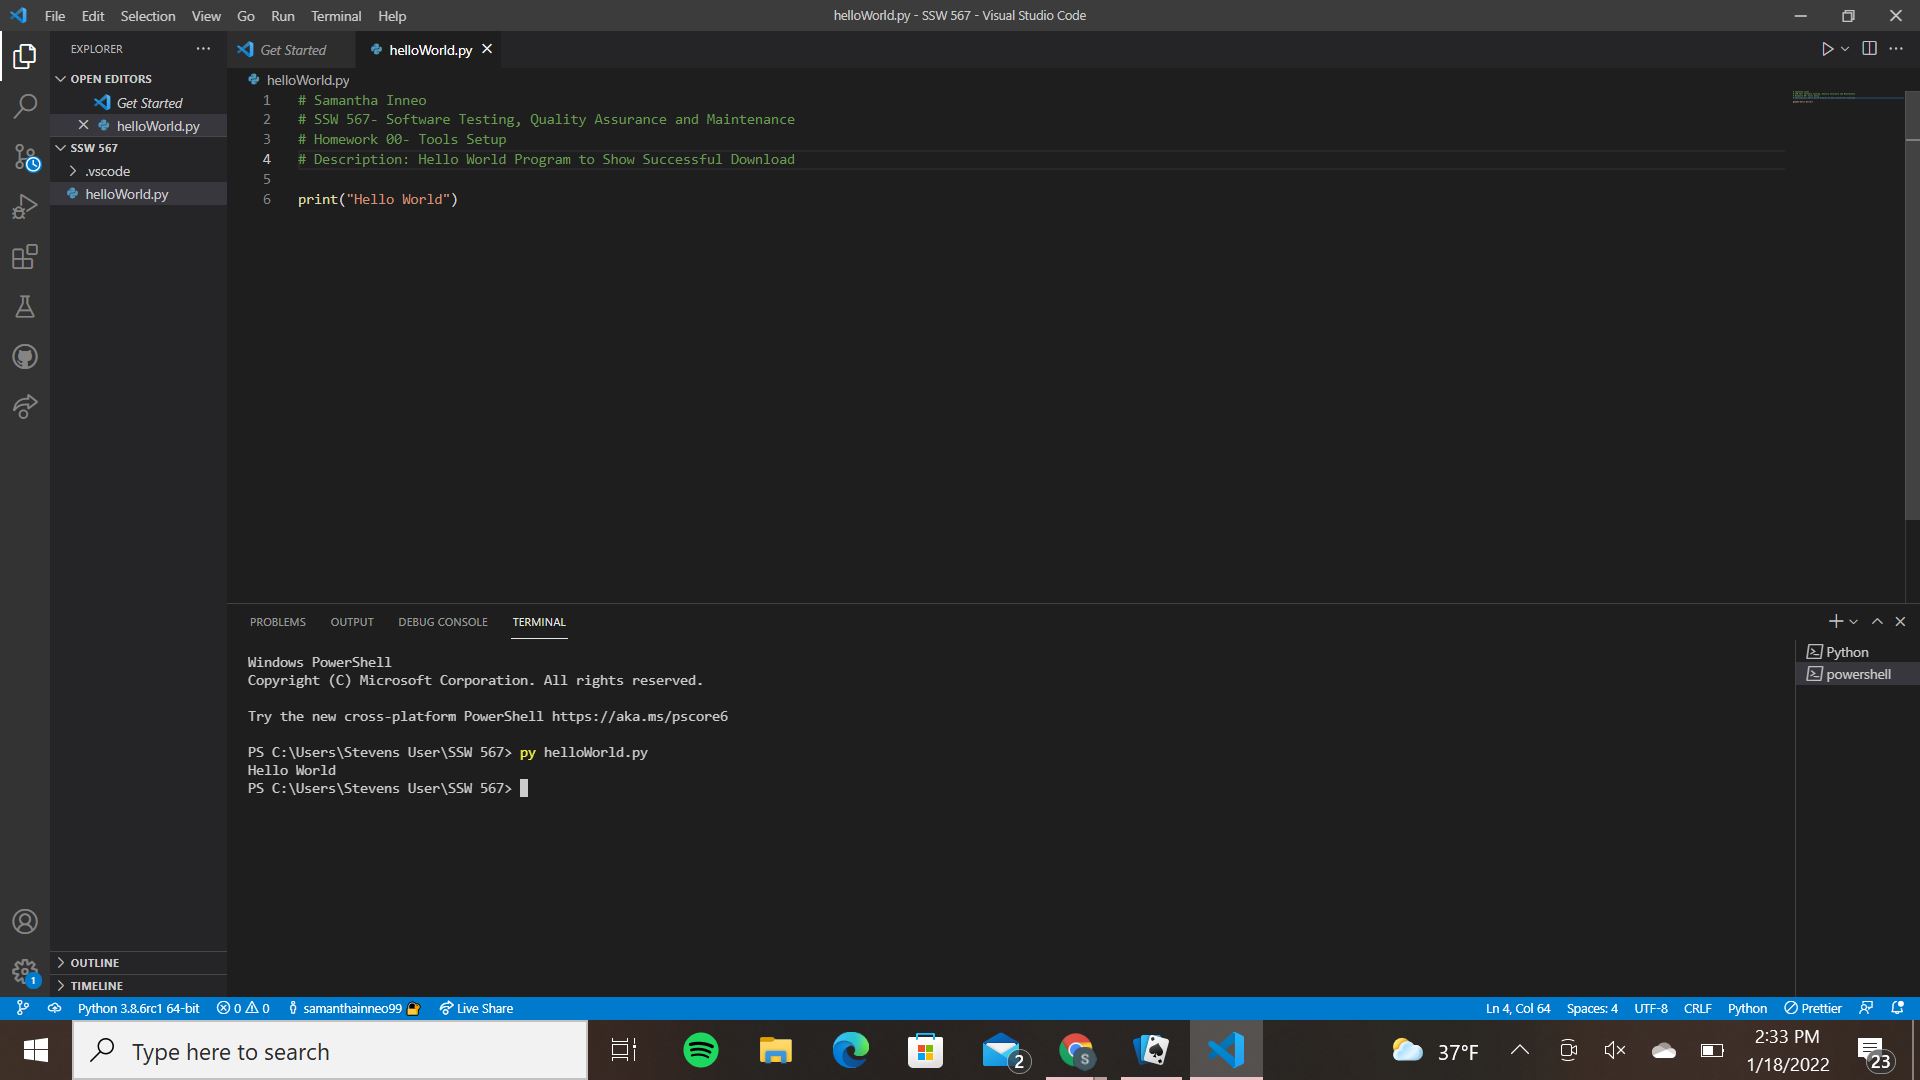 File Edit Selection View Go Run Terminal Help
helloWorld.py - SSW 567 - Visual Studio Code
EXPLORER
Get Started
helloWorld.py
OPEN EDITORS
Get Started
helloWorld.py
SSW 567
.vscode
helloWorld.py
helloWorld.py
1 # Samantha Inneo
2 # SSW 567- Software Testing, Quality Assurance and Maintenance
3 # Homework 00- Tools Setup
4 # Description: Hello World Program to Show Successful Download
5
6 print("Hello World")
PROBLEMS OUTPUT DEBUG CONSOLE TERMINAL
Windows PowerShell
Copyright (C) Microsoft Corporation. All rights reserved.
Try the new cross-platform PowerShell https://aka.ms/pscore6
PS C:\Users\Stevens User\SSW 567> py helloWorld.py
Hello World
PS C:\Users\Stevens User\SSW 567>
Python
powershell
OUTLINE
TIMELINE
1
Python 3.8.6rc1 64-bit 0 0 samanthainneo99 Live Share
Ln 4, Col 64 Spaces: 4 UTF-8 CRLF Python Prettier
Type here to search
2
S
37°F
2:33 PM
1/18/2022
23